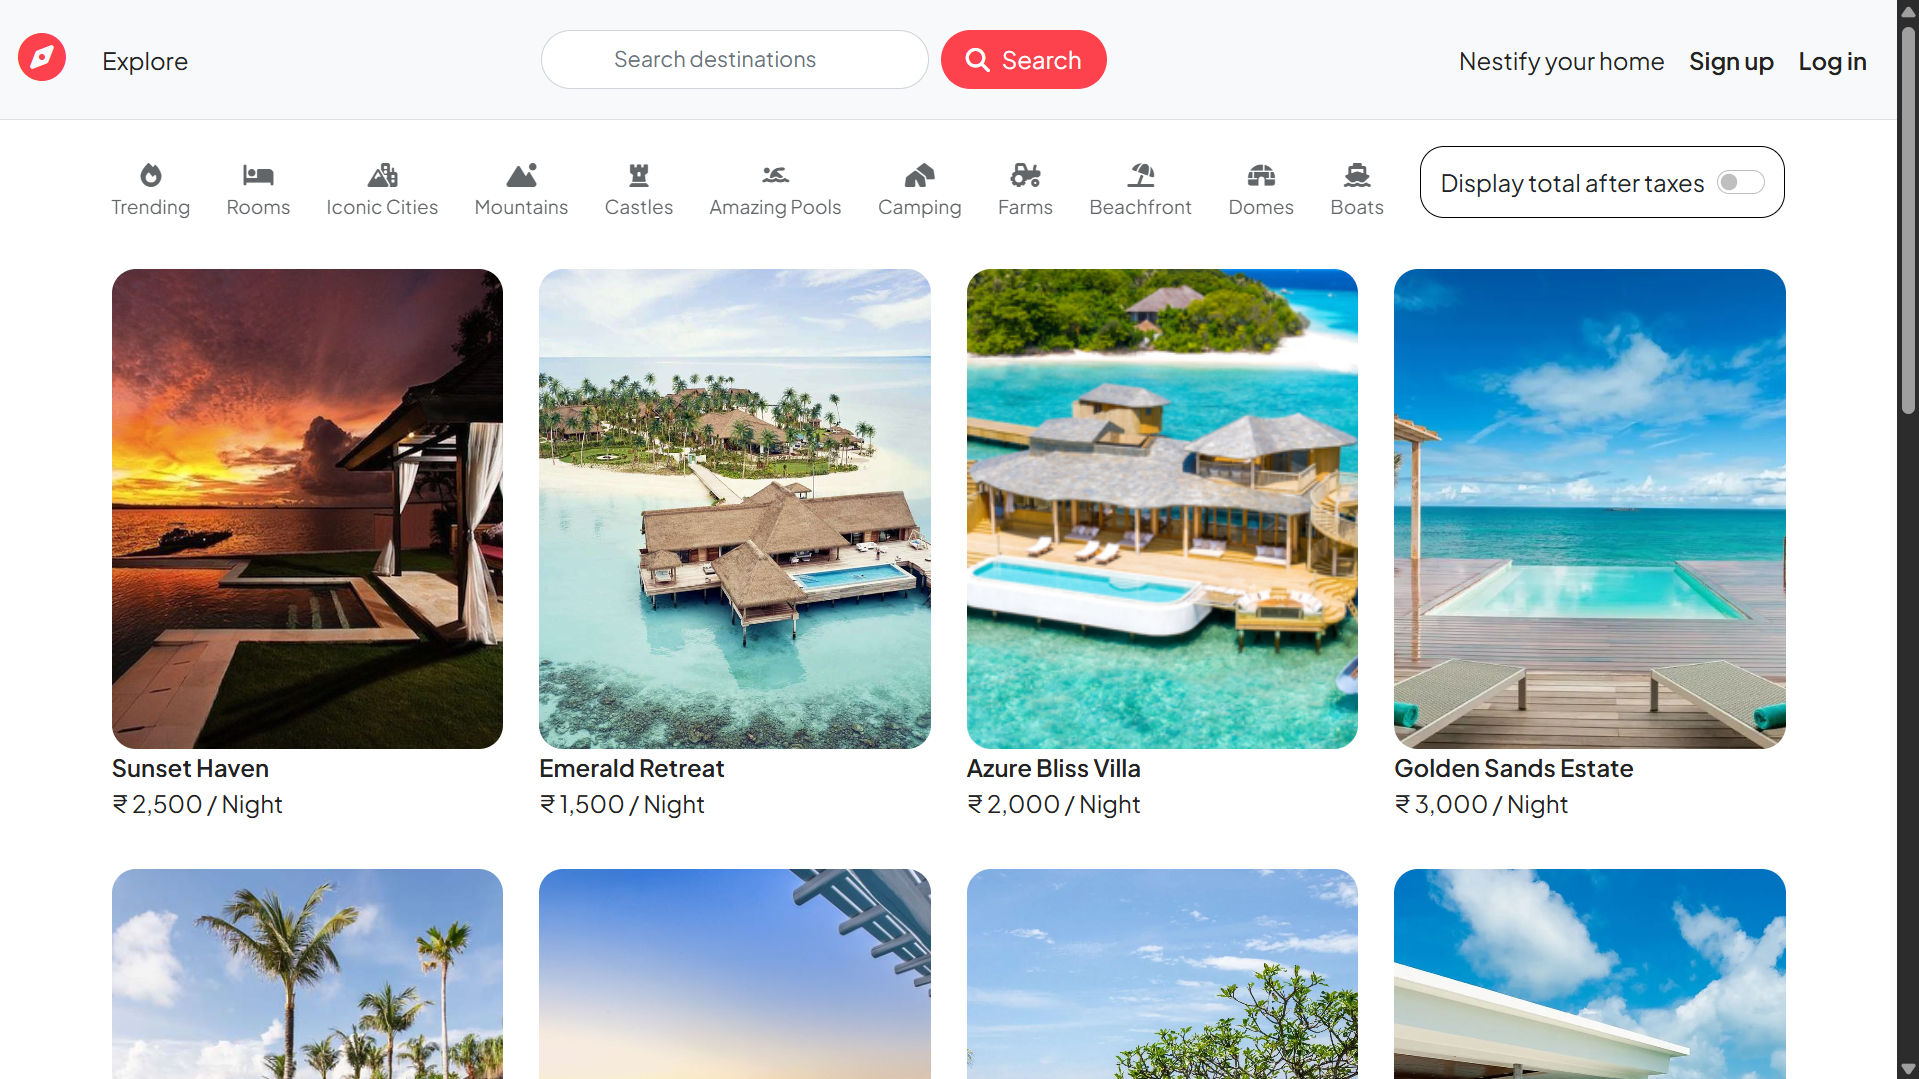 Explore
Search destinations
Search
Nestify your home
Sign up
Log in
Trending
Rooms
Iconic Cities
Mountains
Castles
Amazing Pools
Camping
Farms
Beachfront
Domes
Boats
Display total after taxes
Sunset Haven
₹ 2,500 / Night
Emerald Retreat
₹ 1,500 / Night
Azure Bliss Villa
₹ 2,000 / Night
Golden Sands Estate
₹ 3,000 / Night